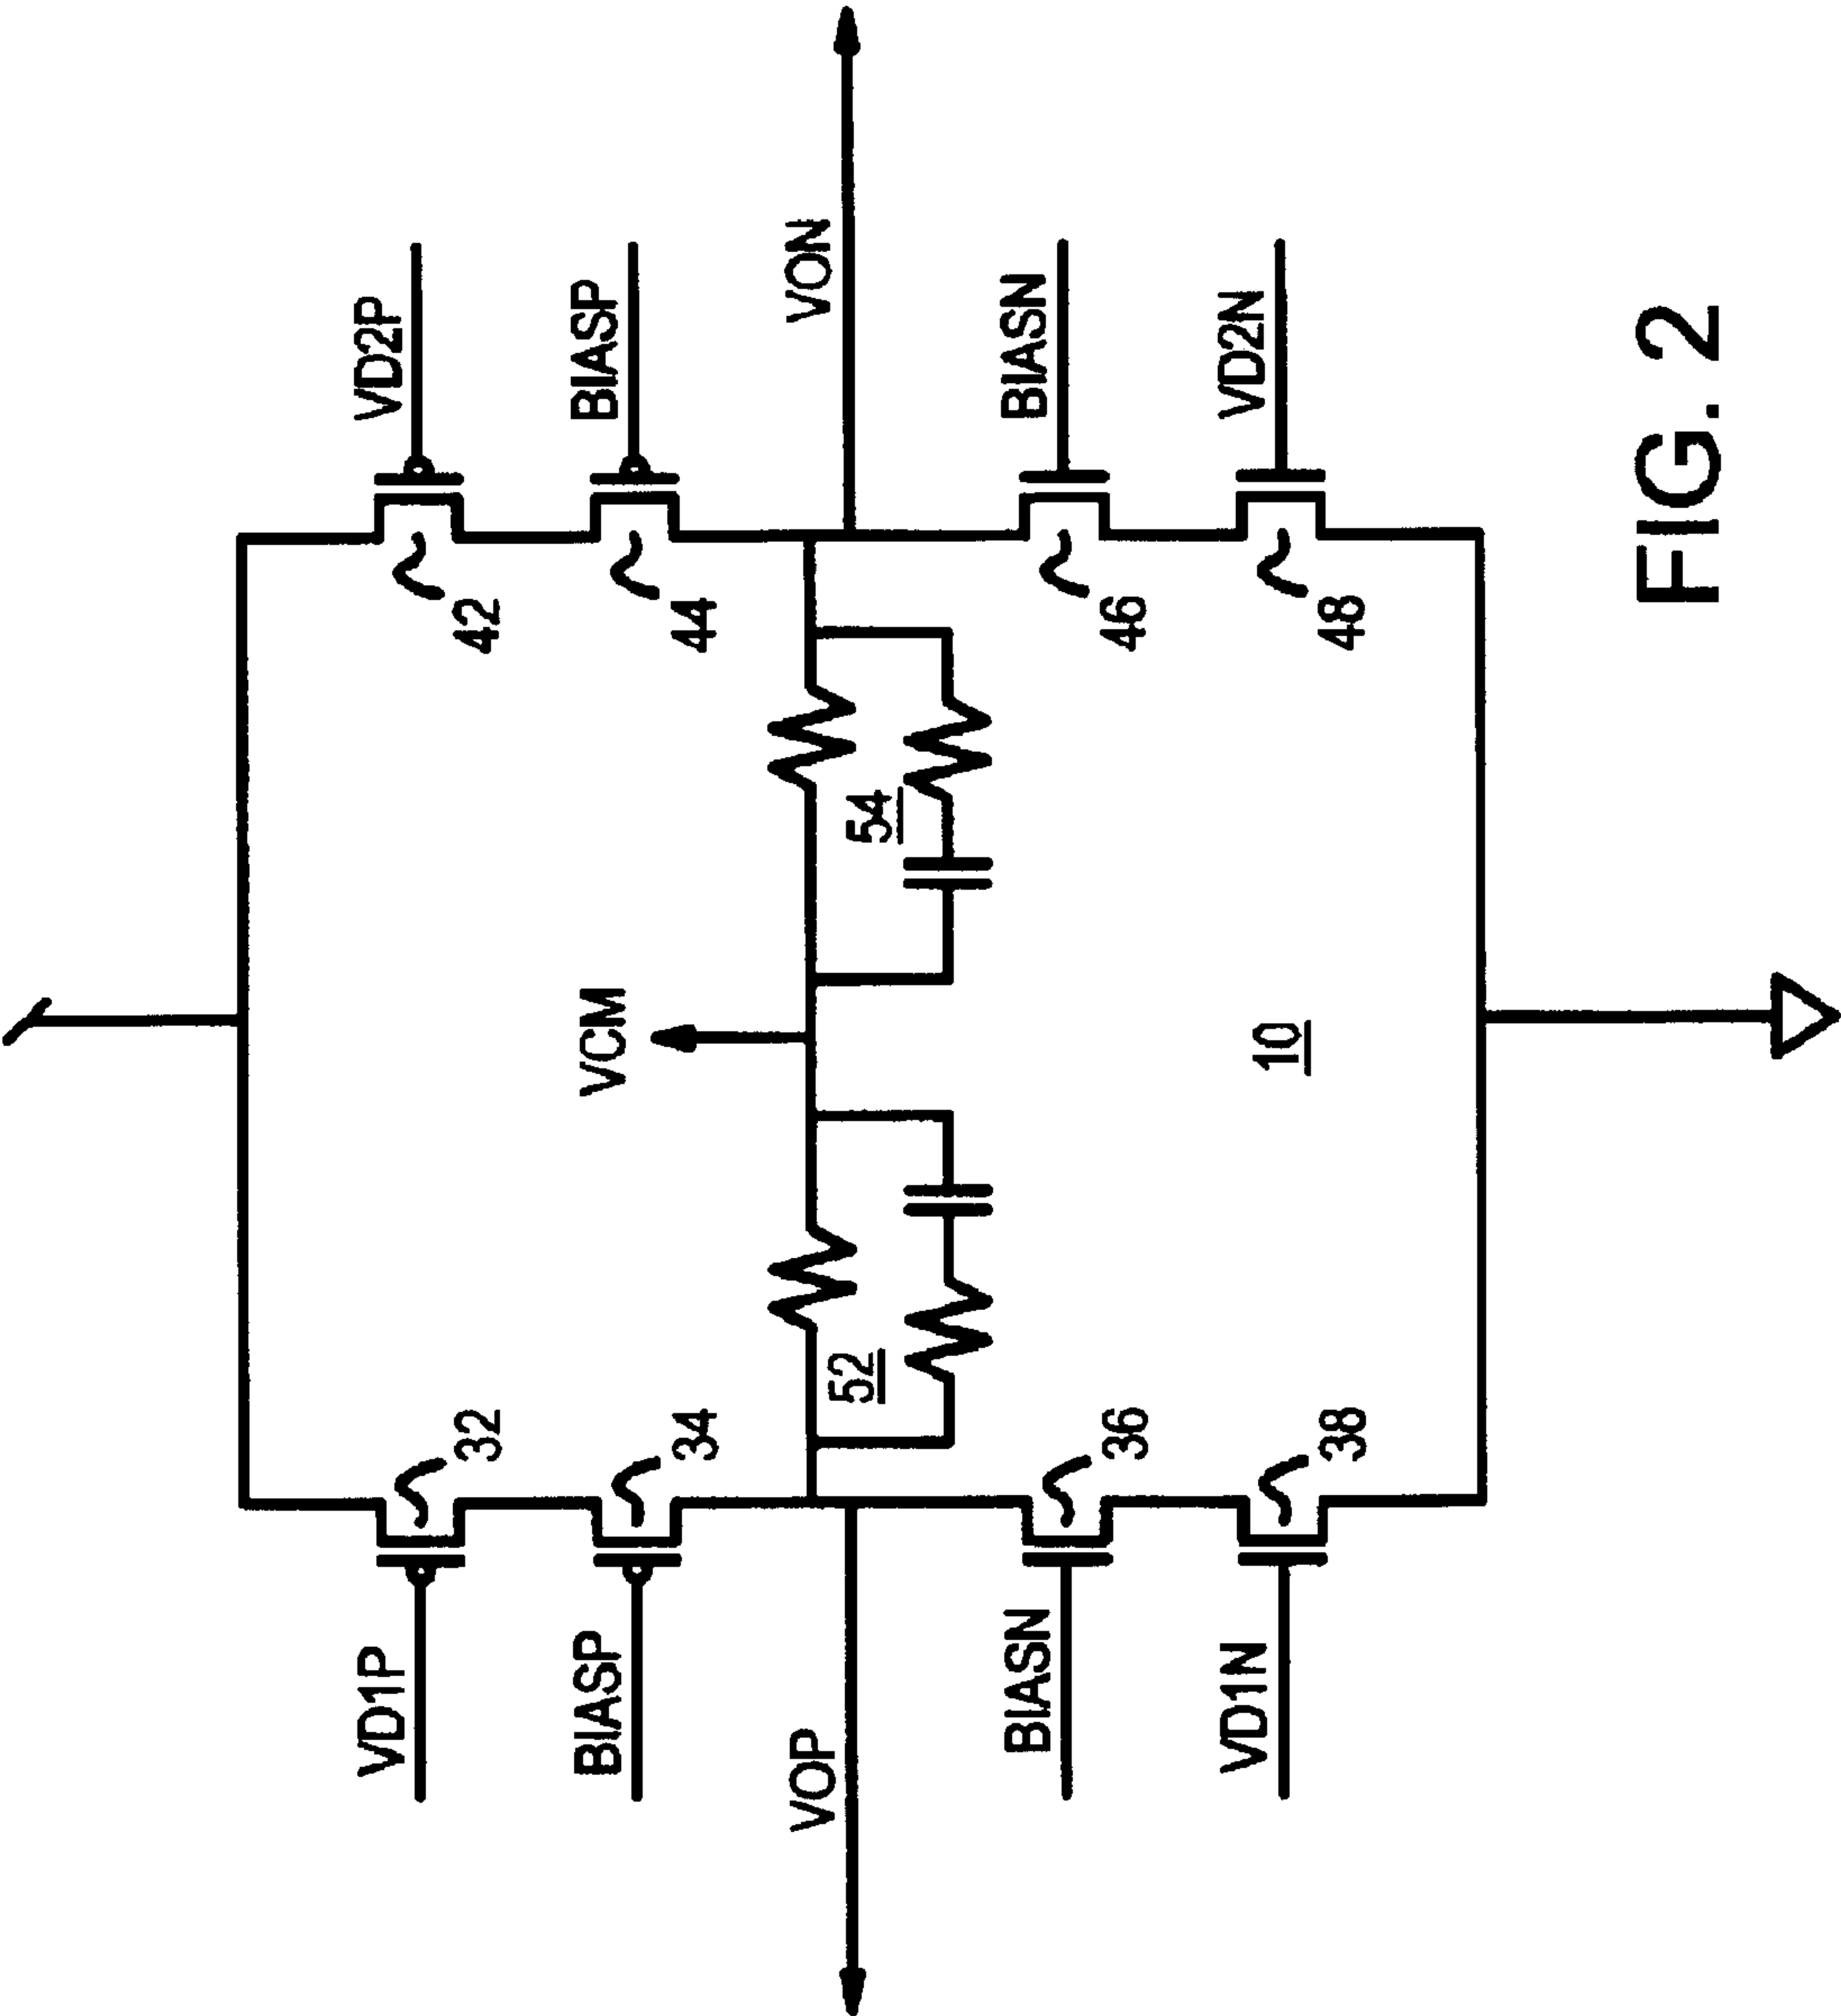 VD1P
VD2P
32
42
BIASP
VCM
BIASP
34
44
VOP
VON
52
54
BIASN
BIASN
36
46
VD1N
10
VD2N
38
48
FIG. 2